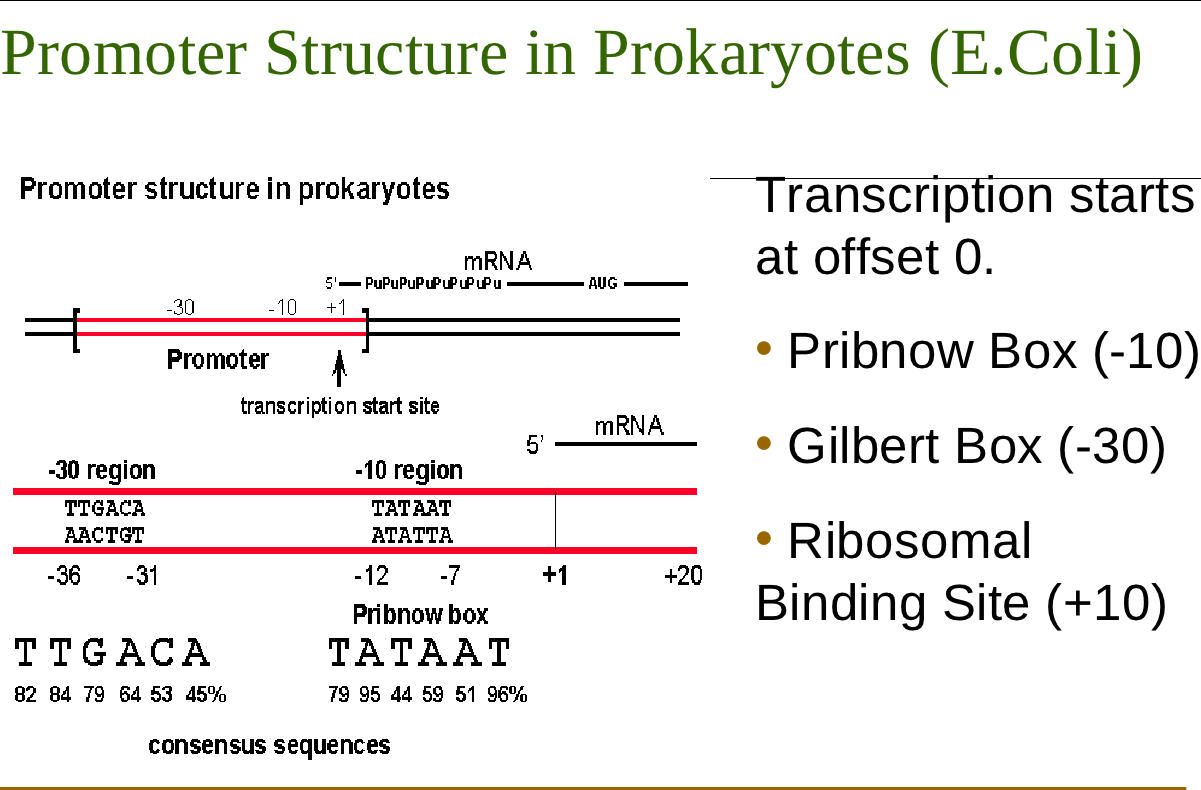 Promoter Structure in Prokaryotes (E.Coli)
Promoter structure in prokaryotes
mRNA
5' PuPuPuPuPuPuPuPu AUG
-30 -10 +1
Promoter
transcription start site
mRNA
5'
-30 region -10 region
TTGACA TATAAT
AACTGT ATATTA
-36 -31 -12 -7 +1 +20
Pribnow box
T T G A C A T A T A A T
82 84 79 64 53 45% 79 95 44 59 51 96%
consensus sequences
Transcription starts
at offset 0.
• Pribnow Box (-10)
• Gilbert Box (-30)
• Ribosomal
Binding Site (+10)